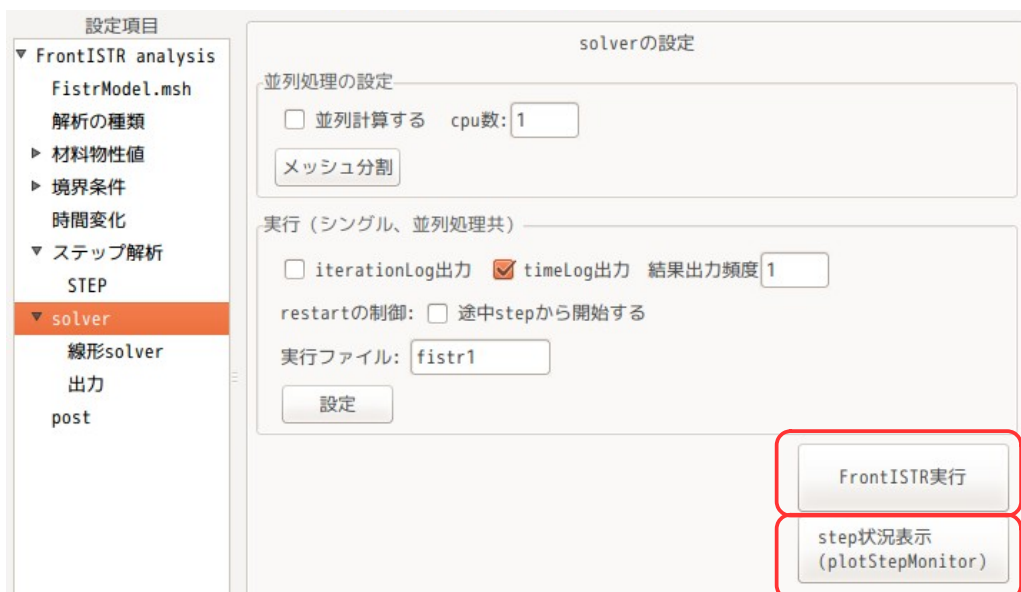 設定項目
FrontISTR analysis
FistrModel.msh
解析の種類
材料物性値
境界条件
時間変化
ステップ解析
STEP
solver
線形solver
出力
post
solverの設定
並列処理の設定
並列計算する cpu数: 1
メッシュ分割
実行（シングル、並列処理共）
iterationLog出力 timeLog出力 結果出力頻度 1
restartの制御: 途中stepから開始する
実行ファイル: fistr1
設定
FrontISTR実行
step状況表示
(plotStepMonitor)